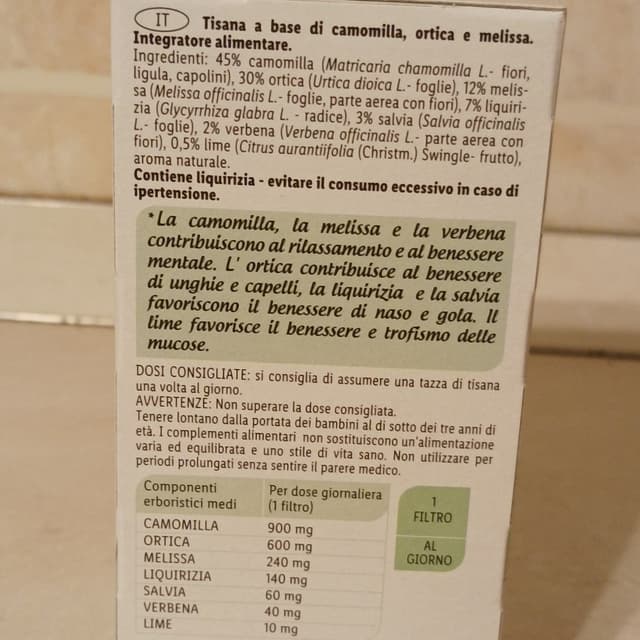 IT Tisana a base di camomilla, ortica e melissa.
Integratore alimentare.
Ingredienti: 45% camomilla (Matricaria chamomilla L.- fiori,
ligula, capolini), 30% ortica (Urtica dioica L.- foglie), 12% melis-
sa (Melissa officinalis L.- foglie, parte aerea con fiori), 7% liquiri-
zia (Glycyrrhiza glabra L. - radice), 3% salvia (Salvia officinalis
L.- foglie), 2% verbena (Verbena officinalis L.- parte aerea con
fiori), 0,5% lime (Citrus aurantiifolia (Christm.) Swingle- frutto),
aroma naturale.
Contiene liquirizia - evitare il consumo eccessivo in caso di
ipertensione.
*La camomilla, la melissa e la verbena
contribuiscono al rilassamento e al benessere
mentale. L' ortica contribuisce al benessere
di unghie e capelli, la liquirizia e la salvia
favoriscono il benessere di naso e gola. Il
lime favorisce il benessere e trofismo delle
mucose.
DOSI CONSIGLIATE: si consiglia di assumere una tazza di tisana
una volta al giorno.
AVVERTENZE: Non superare la dose consigliata.
Tenere lontano dalla portata dei bambini al di sotto dei tre anni di
età. I complementi alimentari non sostituiscono un'alimentazione
varia ed equilibrata e uno stile di vita sano. Non utilizzare per
periodi prolungati senza sentire il parere medico.
Componenti erboristici medi
Per dose giornaliera (1 filtro)
CAMOMILLA 900 mg
ORTICA 600 mg
MELISSA 240 mg
LIQUIRIZIA 140 mg
SALVIA 60 mg
VERBENA 40 mg
LIME 10 mg
1
FILTRO
AL
GIORNO